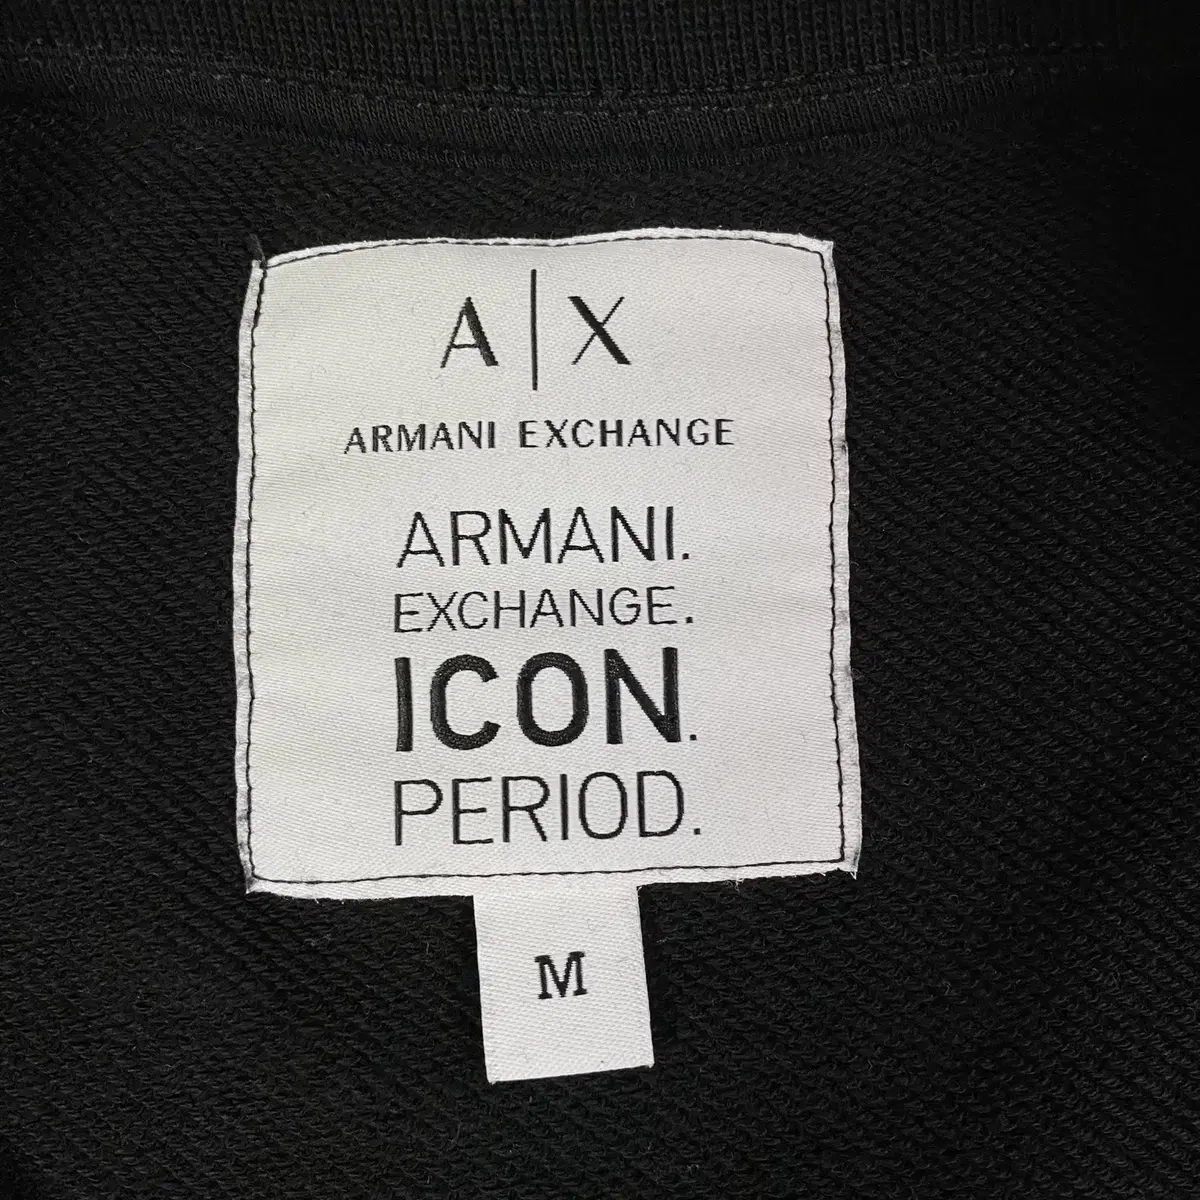 A|X
ARMANI EXCHANGE
ARMANI.
EXCHANGE.
ICON.
PERIOD.
M